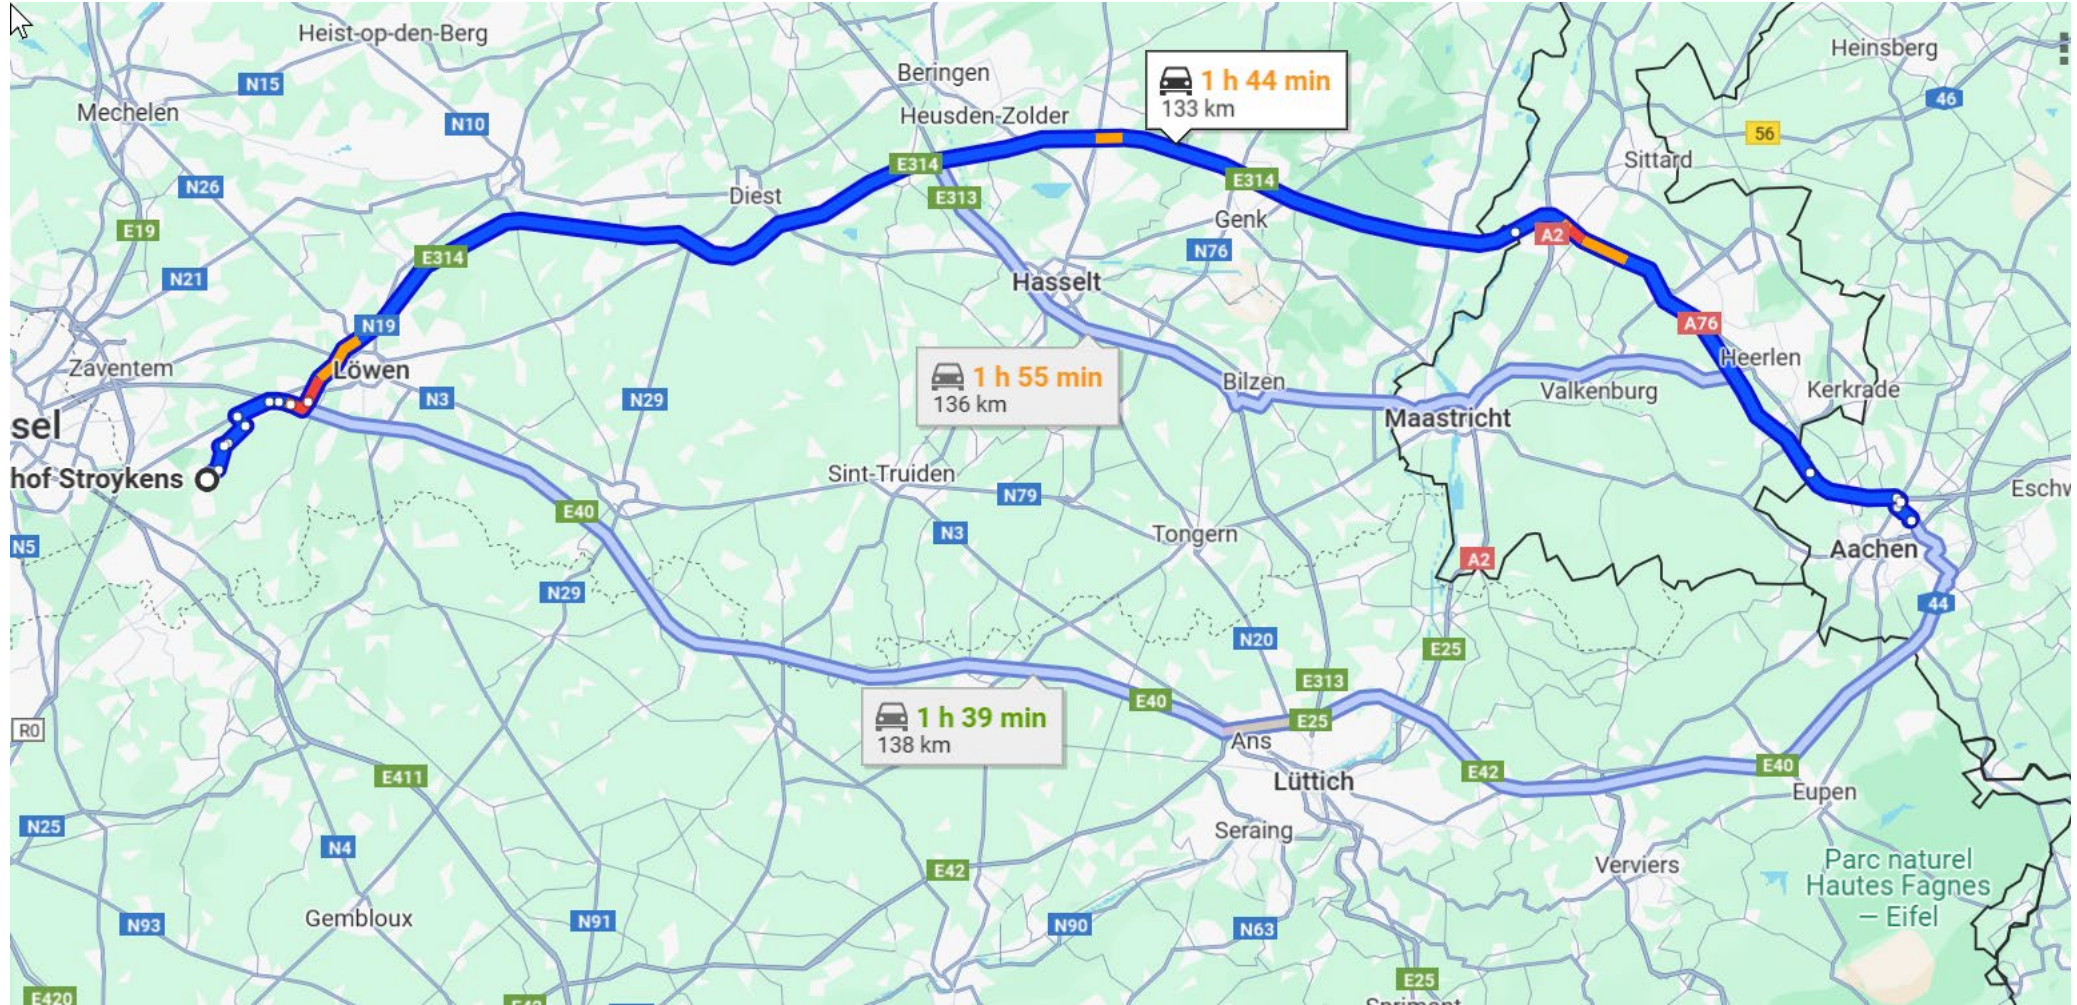 Heist-op-den-Berg
Heinsberg
Beringen
N15
1 h 44 min
133 km
46
Mechelen
Heusden-Zolder
N10
56
Sittard
E314
N26
Diest
E313
E314
Genk
E19
A2
N76
E314
N21
Hasselt
N19
A76
Heerlen
Zaventem
Löwen
1 h 55 min
136 km
Bilzen
Valkenburg
Kerkrade
N3
N29
Maastricht
sel
hof Stroykens
Sint-Truiden
N79
Eschw
E40
N3
Tongern
N5
Aachen
A2
N29
44
N20
E25
E313
E40
1 h 39 min
138 km
E25
R0
Ans
E42
E40
Lüttich
E411
Eupen
N25
Seraing
N4
Verviers
Parc naturel
Hautes Fagnes
– Eifel
E42
Gembloux
N93
N91
N90
N63
E25
E420